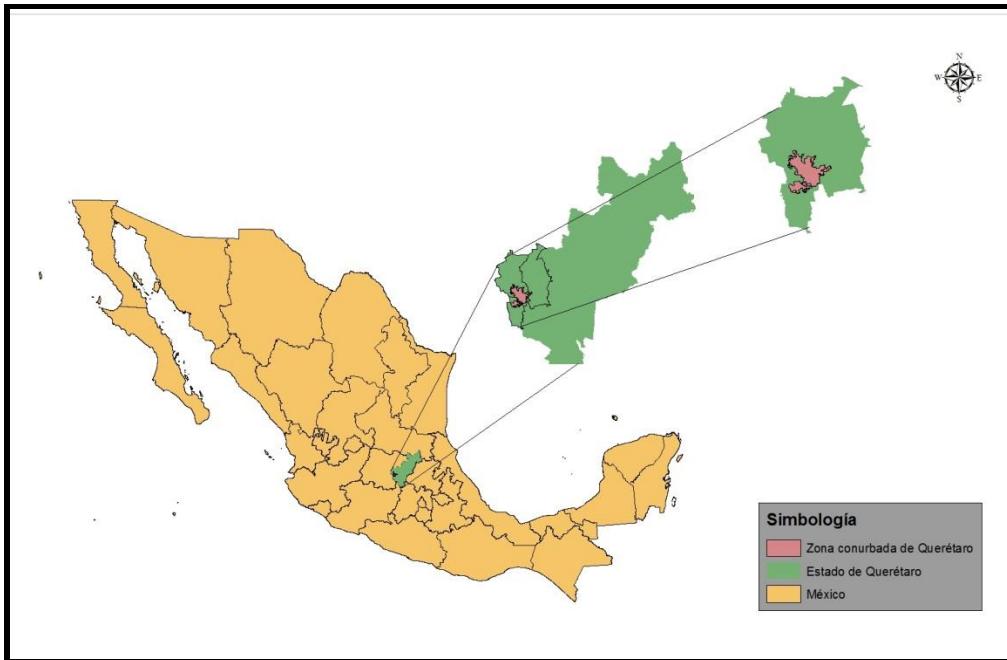 N
W E
S
Simbología
Zona conurbada de Querétaro
Estado de Querétaro
México